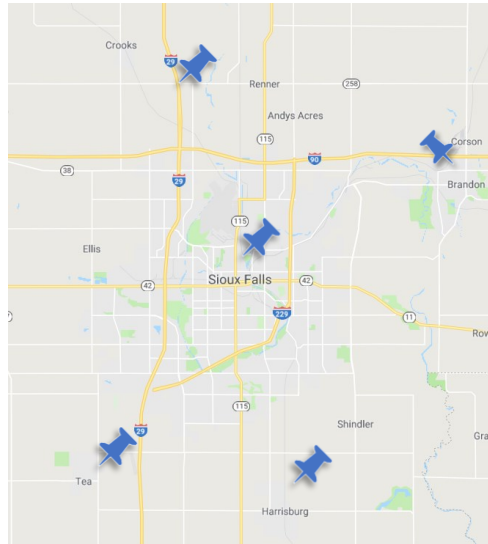 Crooks
29
Renner
258
Andys Acres
115
Corson
90
38
29
Brandon
115
Ellis
Sioux Falls
42
42
229
11
Row
115
Shindler
29
Gra
Tea
Harrisburg